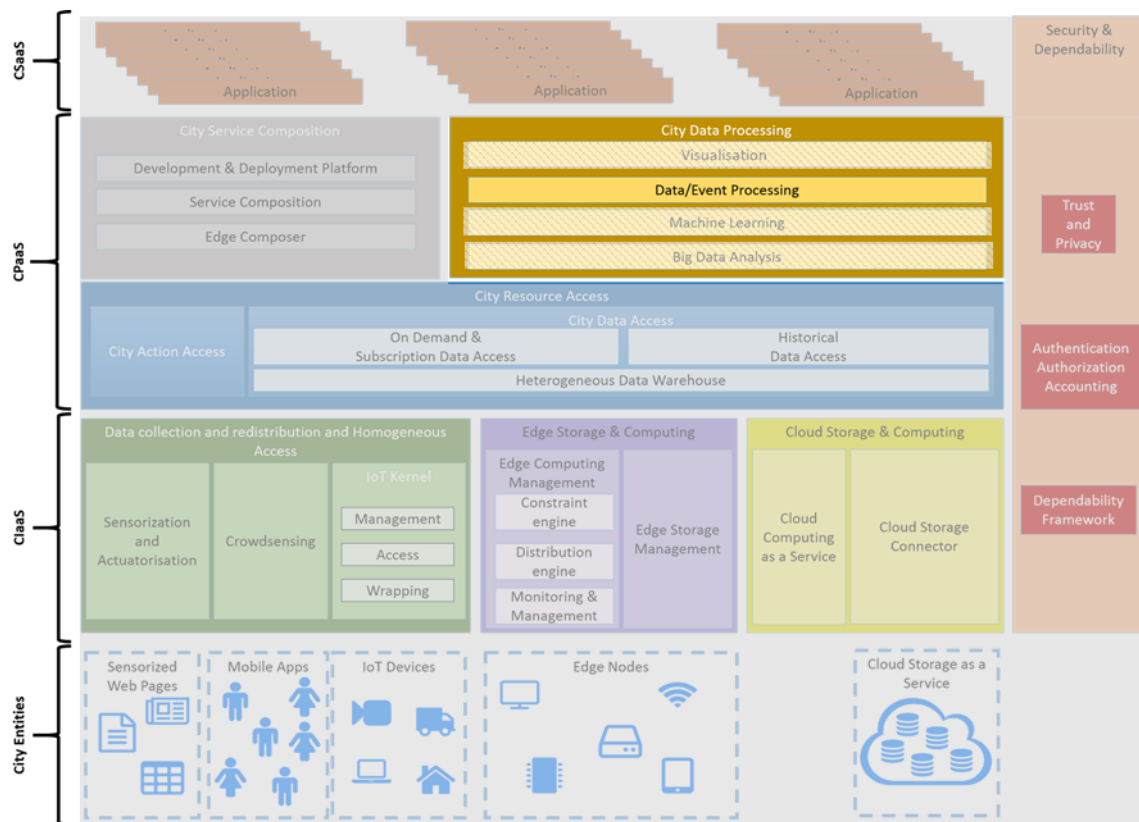 CSaaS
Application
Application
Application
Security &
Dependability
CPaaS
City Service Composition
Development & Deployment Platform
Service Composition
Edge Composer
City Data Processing
Visualisation
Data/Event Processing
Machine Learning
Big Data Analysis
Trust
and
Privacy
City Resource Access
City Action Access
City Data Access
On Demand &
Subscription Data Access
Historical
Data Access
Heterogeneous Data Warehouse
Authentication
Authorization
Accounting
CIaaS
Data collection and redistribution and Homogeneous
Access
Sensorization
and
Actuatorisation
Crowdsensing
IoT Kernel
Management
Access
Wrapping
Edge Storage & Computing
Edge Computing
Management
Constraint
engine
Distribution
engine
Monitoring &
Management
Edge Storage
Management
Cloud Storage & Computing
Cloud
Computing
as a Service
Cloud Storage
Connector
Dependability
Framework
City Entities
Sensorized
Web Pages
Mobile Apps
IoT Devices
Edge Nodes
Cloud Storage as a
Service